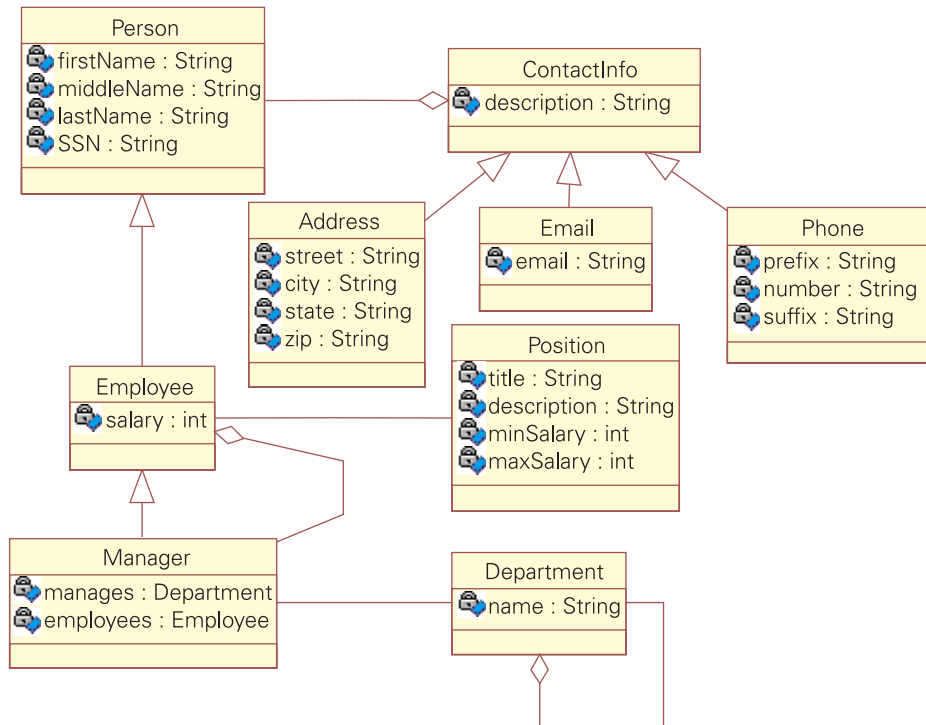 Person
firstName : String
middleName : String
lastName : String
SSN : String
ContactInfo
description : String
Address
street : String
city : String
state : String
zip : String
Email
email : String
Phone
prefix : String
number : String
suffix : String
Employee
salary : int
Position
title : String
description : String
minSalary : int
maxSalary : int
Manager
manages : Department
employees : Employee
Department
name : String